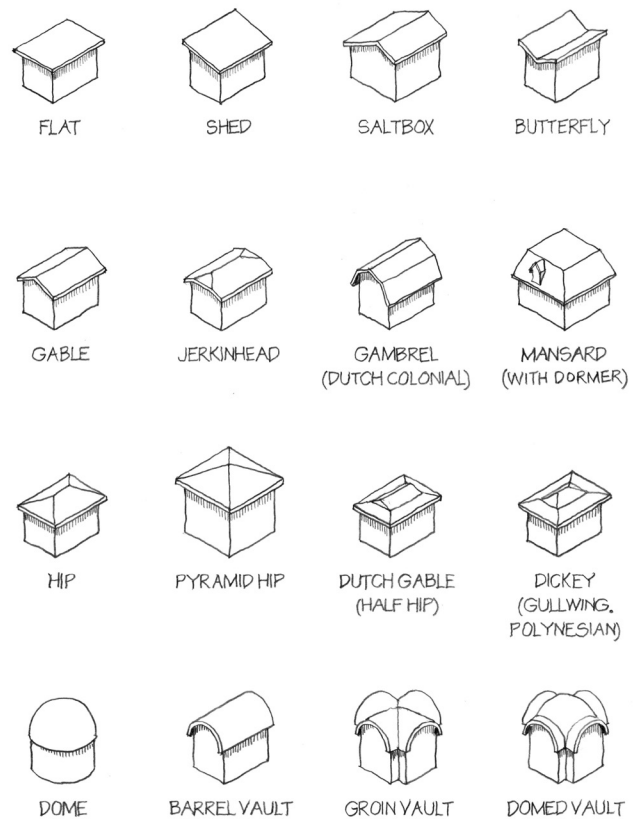 FLAT
SHED
SALTBOX
BUTTERFLY
GABLE
JERKINHEAD
GAMBREL
(DUTCH COLONIAL)
MANSARD
(WITH DORMER)
HIP
PYRAMID HIP
DUTCH GABLE
(HALF HIP)
DICKEY
(GULLWING.
POLYNESIAN)
DOME
BARREL VAULT
GROIN VAULT
DOMED VAULT